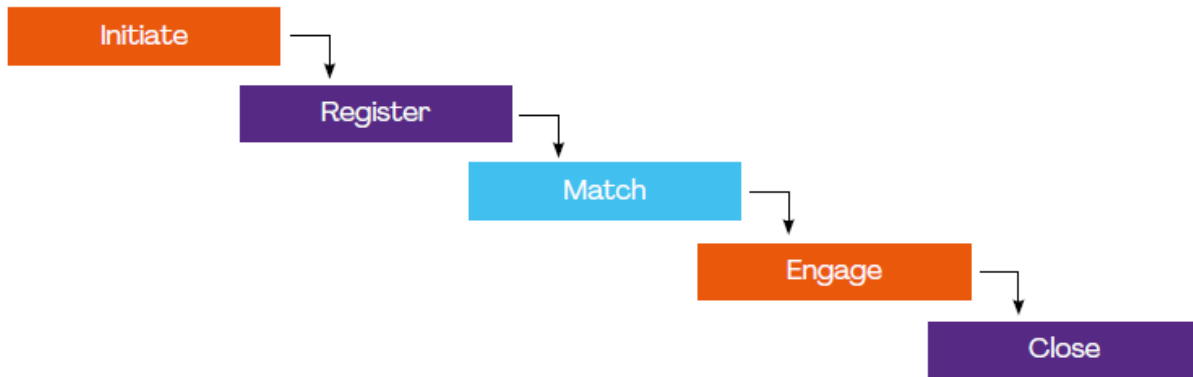 Initiate
Register
Match
Engage
Close